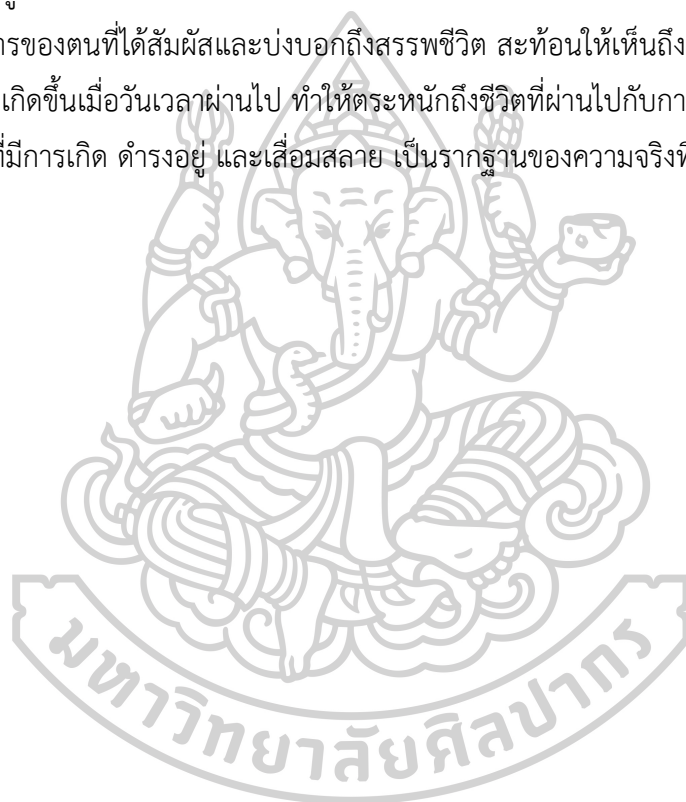 ารของตนที่ได้สัมผัสและบ่งบอกถึงสรรพชีวิต สะท้อนให้เห็นถึง
เกิดขึ้นเมื่อวันเวลาผ่านไป ทำให้ตระหนักถึงชีวิตที่ผ่านไปกับกา
ที่มีการเกิด ดำรงอยู่ และเสื่อมสลาย เป็นรากฐานของความจริงที
มหาวิทยาลัยศิลปากร